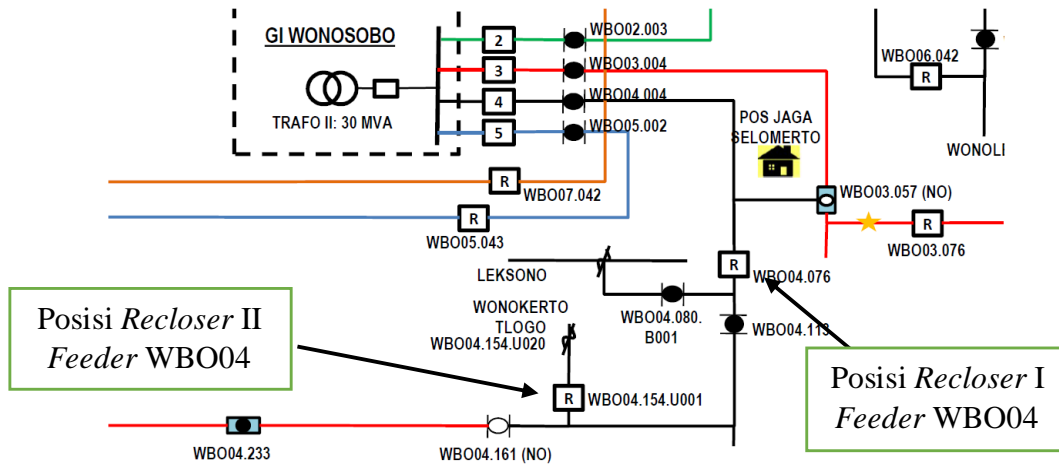 GI WONOSOBO
TRAFO II: 30 MVA
2
WBO02.003
3
WBO03.004
4
WBO04.004
5
WBO05.002
WBO06.042
R
WONOLI
POS JAGA
SELOMERTO
R
WBO07.042
R
WBO05.043
WBO03.057 (NO)
R
WBO03.076
LEKSONO
R
WBO04.076
WBO04.080.
B001
WBO04.113
WONOKERTO
TLOGO
WBO04.154.U020
R
WBO04.154.U001
WBO04.233
WBO04.161 (NO)
Posisi Recloser II
Feeder WBO04
Posisi Recloser I
Feeder WBO04